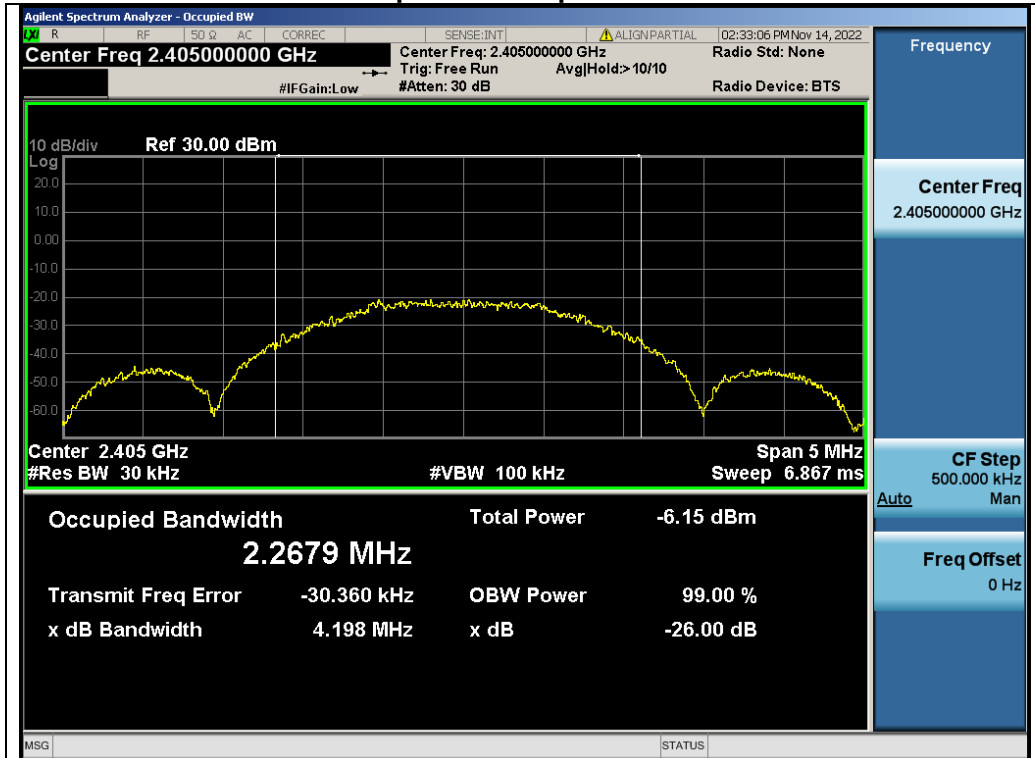 Agilent Spectrum Analyzer - Occupied BW
LXI R RF 50 Ω AC CORREC SENSE:INT ALIGN PARTIAL 02:33:06 PM Nov 14, 2022
Center Freq 2.405000000 GHz
Center Freq: 2.405000000 GHz Radio Std: None
Trig: Free Run Avg|Hold:> 10/10
#IFGain:Low #Atten: 30 dB Radio Device: BTS
10 dB/div Ref 30.00 dBm
Log
20.0
10.0
0.00
-10.0
-20.0
-30.0
-40.0
-50.0
-60.0
Center 2.405 GHz Span 5 MHz
#Res BW 30 kHz #VBW 100 kHz Sweep 6.867 ms
Occupied Bandwidth Total Power -6.15 dBm
2.2679 MHz
Transmit Freq Error -30.360 kHz OBW Power 99.00 %
x dB Bandwidth 4.198 MHz x dB -26.00 dB
MSG STATUS
Frequency
Center Freq
2.405000000 GHz
CF Step
500.000 kHz
Auto Man
Freq Offset
0 Hz